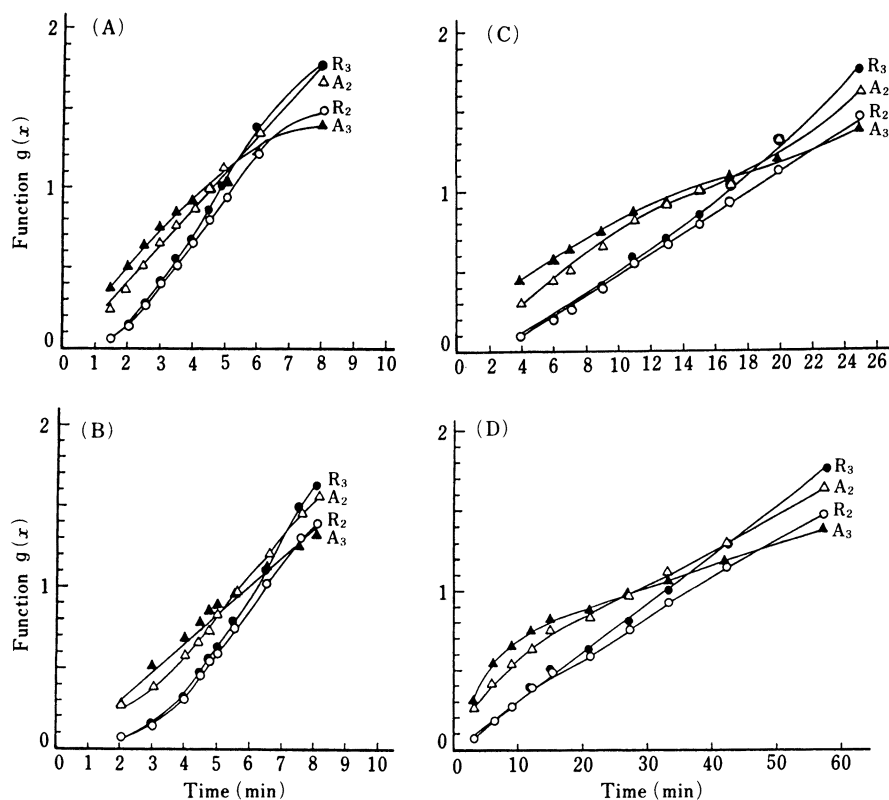 (A)
2
1
0
Function g(x)
R₃
A₂
R₂
A₃
0 1 2 3 4 5 6 7 8 9 10
(C)
2
1
0
R₃
A₂
R₂
A₃
0 2 4 6 8 10 12 14 16 18 20 22 24 26
(B)
2
1
0
Function g(x)
R₃
A₂
R₂
A₃
0 1 2 3 4 5 6 7 8 9 10
Time (min)
(D)
2
1
0
R₃
A₂
R₂
A₃
0 10 20 30 40 50 60
Time (min)